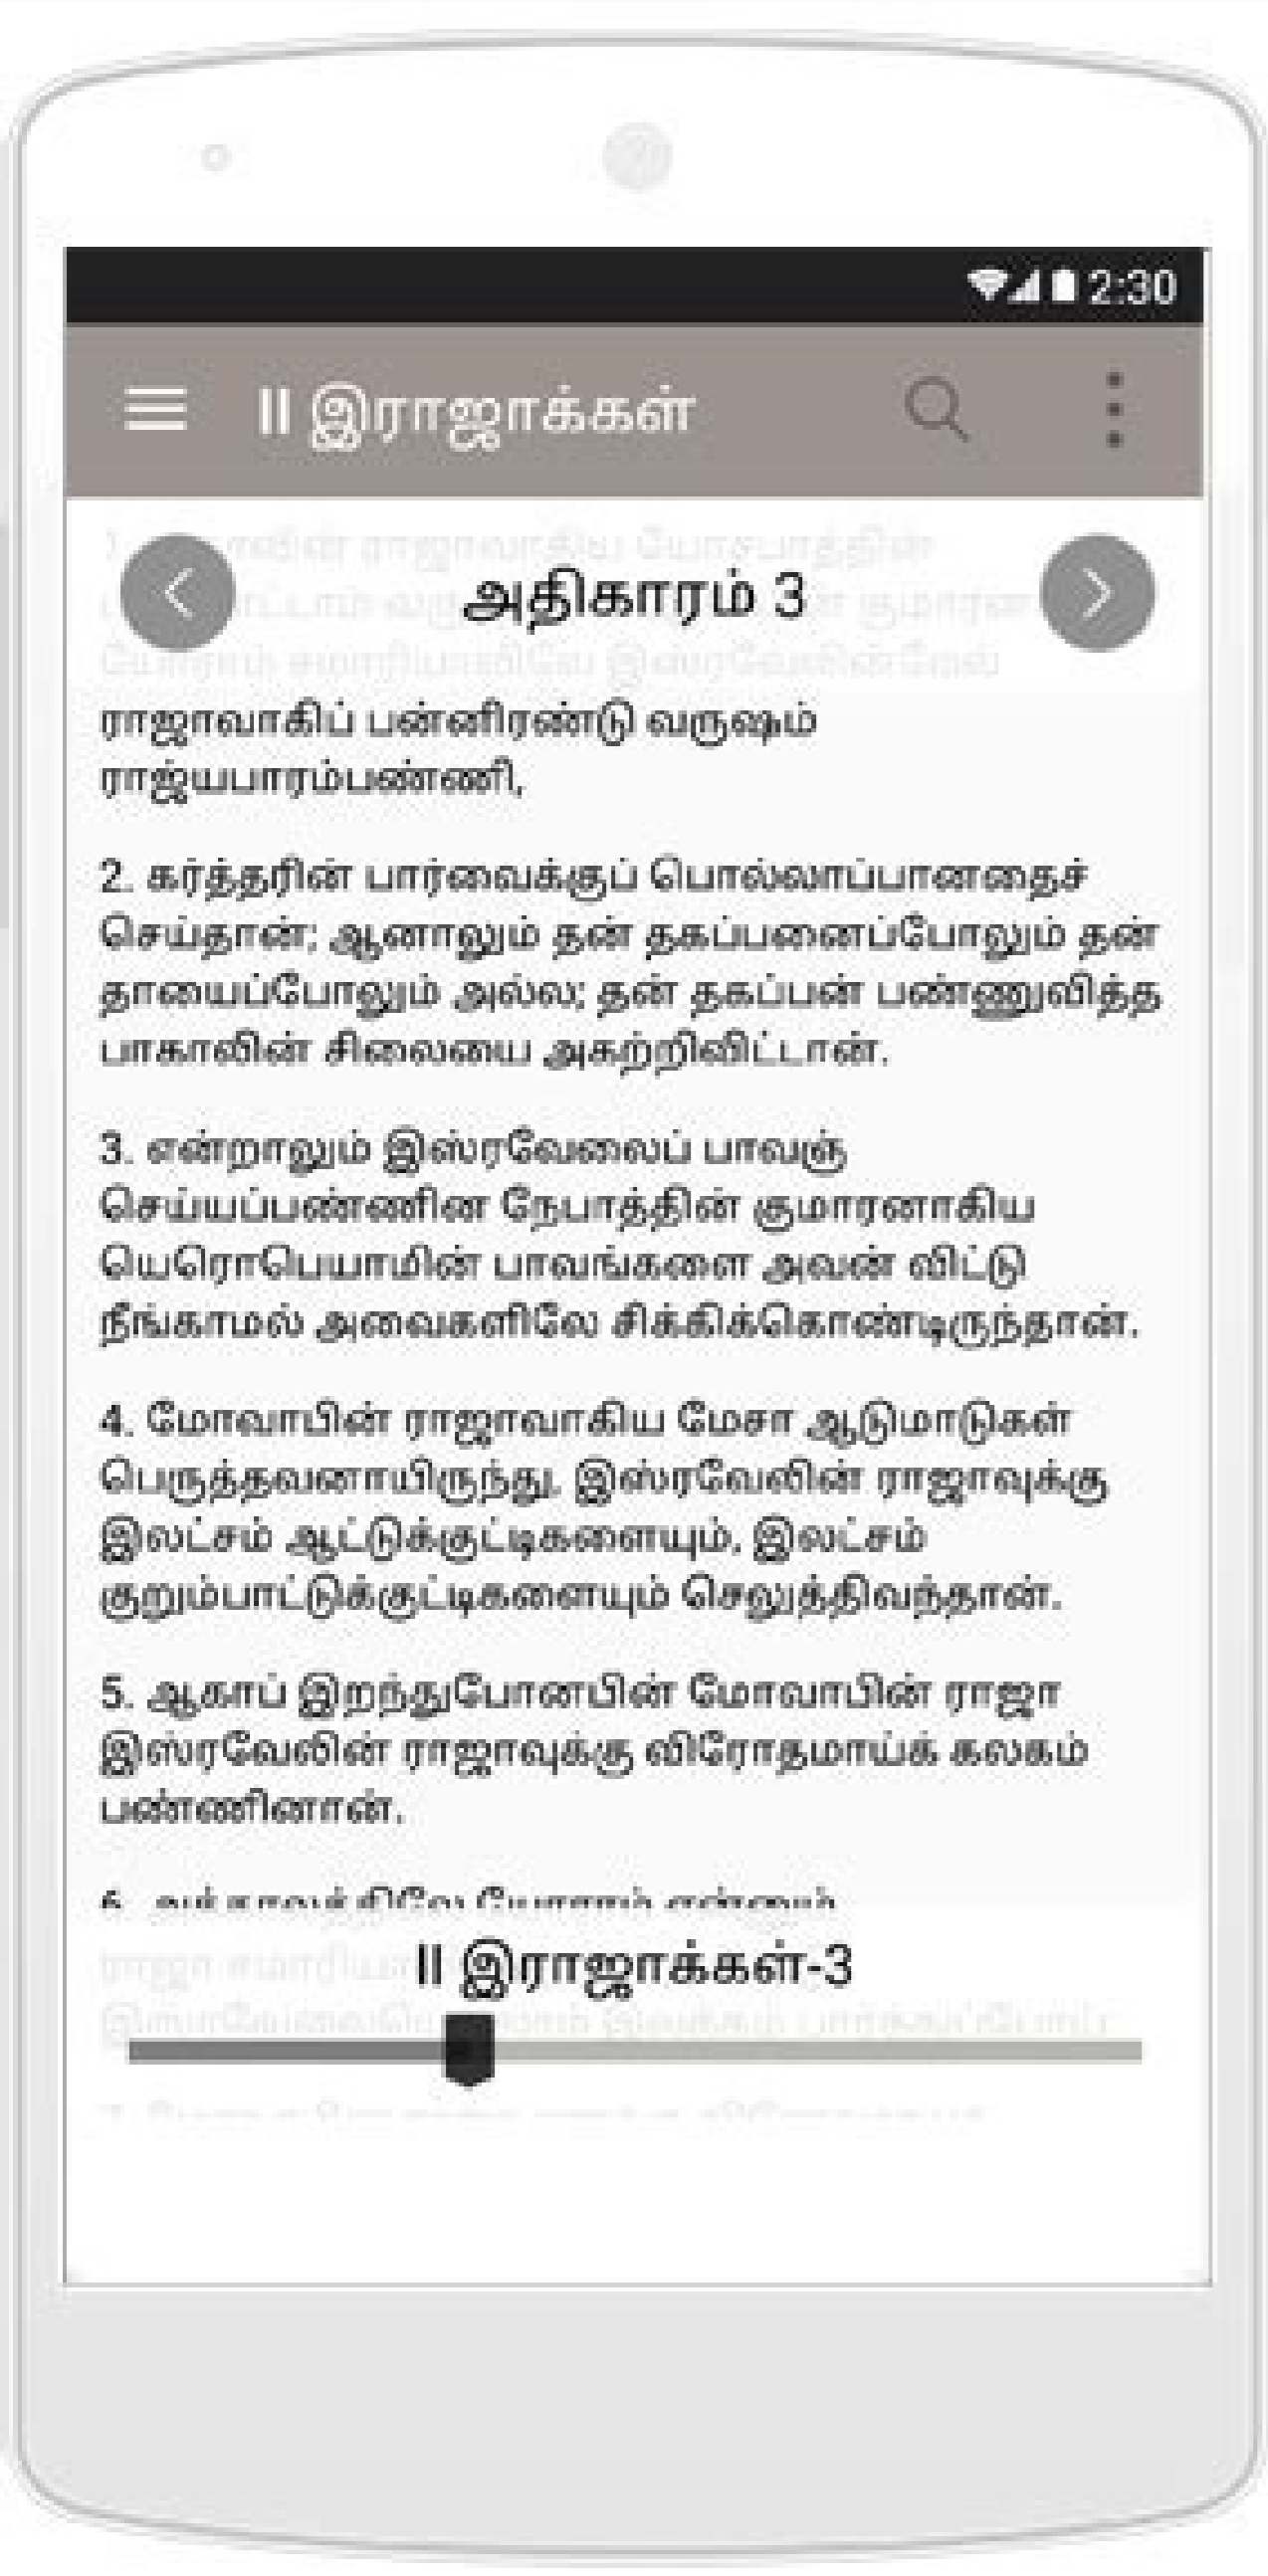 2:30
II இராஜாக்கள்
அதிகாரம் 3
ராஜாவாகிப் பன்னிரண்டு வருஷம்
ராஜ்யபாரம்பண்ணி,
2. கர்த்தரின் பார்வைக்குப் பொல்லாப்பானதைச்
செய்தான்; ஆனாலும் தன் தகப்பனைப்போலும் தன்
தாயைப்போலும் அல்ல; தன் தகப்பன் பண்ணுவித்த
பாகாலின் சிலையை அகற்றிவிட்டான்.
3. என்றாலும் இஸ்ரவேலைப் பாவஞ்
செய்யப்பண்ணின நேபாத்தின் குமாரனாகிய
யெரொபெயாமின் பாவங்களை அவன் விட்டு
நீங்காமல் அவைகளிலே சிக்கிக்கொண்டிருந்தான்.
4. மோவாபின் ராஜாவாகிய மேசா ஆடுமாடுகள்
பெருத்தவனாயிருந்து, இஸ்ரவேலின் ராஜாவுக்கு
இலட்சம் ஆட்டுக்குட்டிகளையும், இலட்சம்
குறும்பாட்டுக்குட்டிகளையும் செலுத்திவந்தான்.
5. ஆகாப் இறந்துபோனபின் மோவாபின் ராஜா
இஸ்ரவேலின் ராஜாவுக்கு விரோதமாய்க் கலகம்
பண்ணினான்.
II இராஜாக்கள்-3